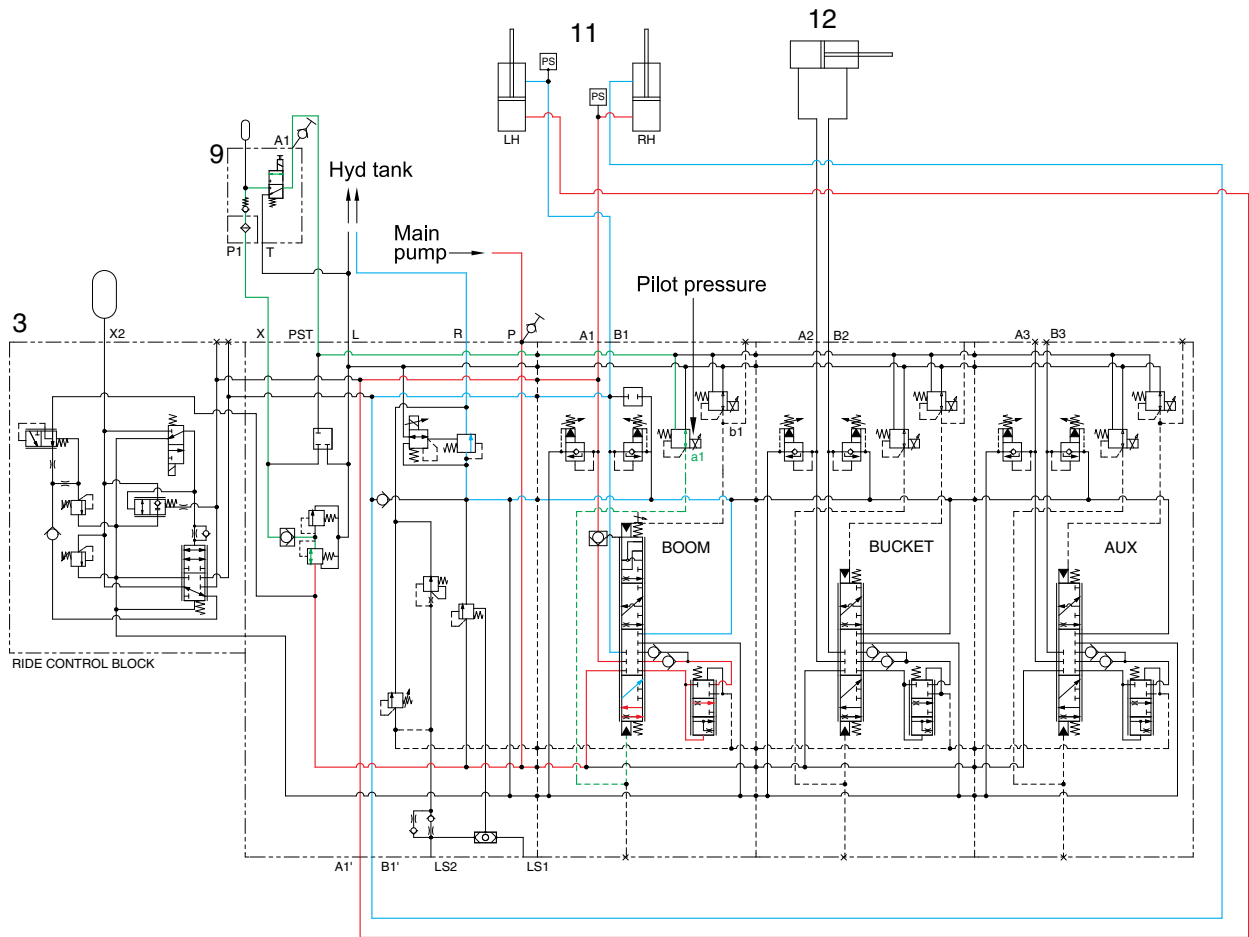 11
12
PS
PS
LH
RH
9
A1
Hyd tank
P1
T
Main
pump
Pilot pressure
3
X2
X
PST
L
R
P
A1
B1
A2
B2
A3
B3
b1
a1
BOOM
BUCKET
AUX
RIDE CONTROL BLOCK
A1'
B1'
LS2
LS1